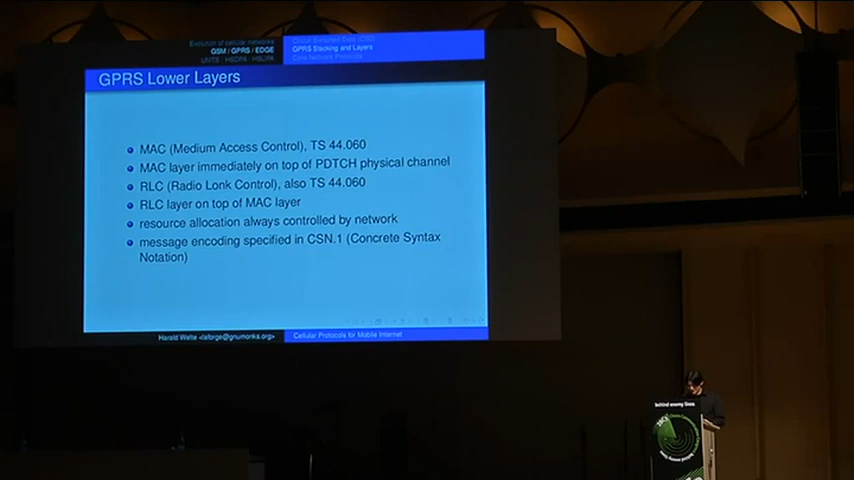 Evolution of cellular networks
GSM / GPRS / EDGE
UMTS HSDPA HSUPA
GPRS Stacking and Layers
Core Network Protocols
GPRS Lower Layers
MAC (Medium Access Control), TS 44.060
MAC layer immediately on top of PDTCH physical channel
RLC (Radio Lonk Control), also TS 44.060
RLC layer on top of MAC layer
resource allocation always controlled by network
message encoding specified in CSN.1 (Concrete Syntax
Notation)
Harald Welte <laforge@gnumonks.org>
Cellular Protocols for Mobile Internet
behind enemy lines